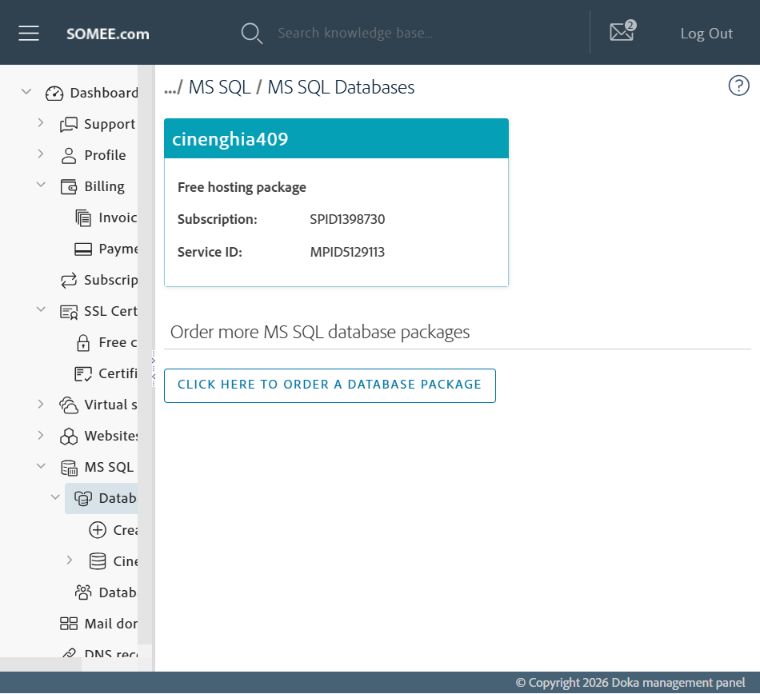 SOMEE.com
Search knowledge base...
2
Log Out
Dashboard
Support
Profile
Billing
Invoic
Payme
Subscrip
SSL Cert
Free c
Certifi
Virtual s
Websites
MS SQL
Datab
Crea
Cine
Datab
Mail dor
DNS rec
.../ MS SQL / MS SQL Databases
?
cinenghia409
Free hosting package
Subscription: SPID1398730
Service ID: MPID5129113
Order more MS SQL database packages
CLICK HERE TO ORDER A DATABASE PACKAGE
© Copyright 2026 Doka management panel